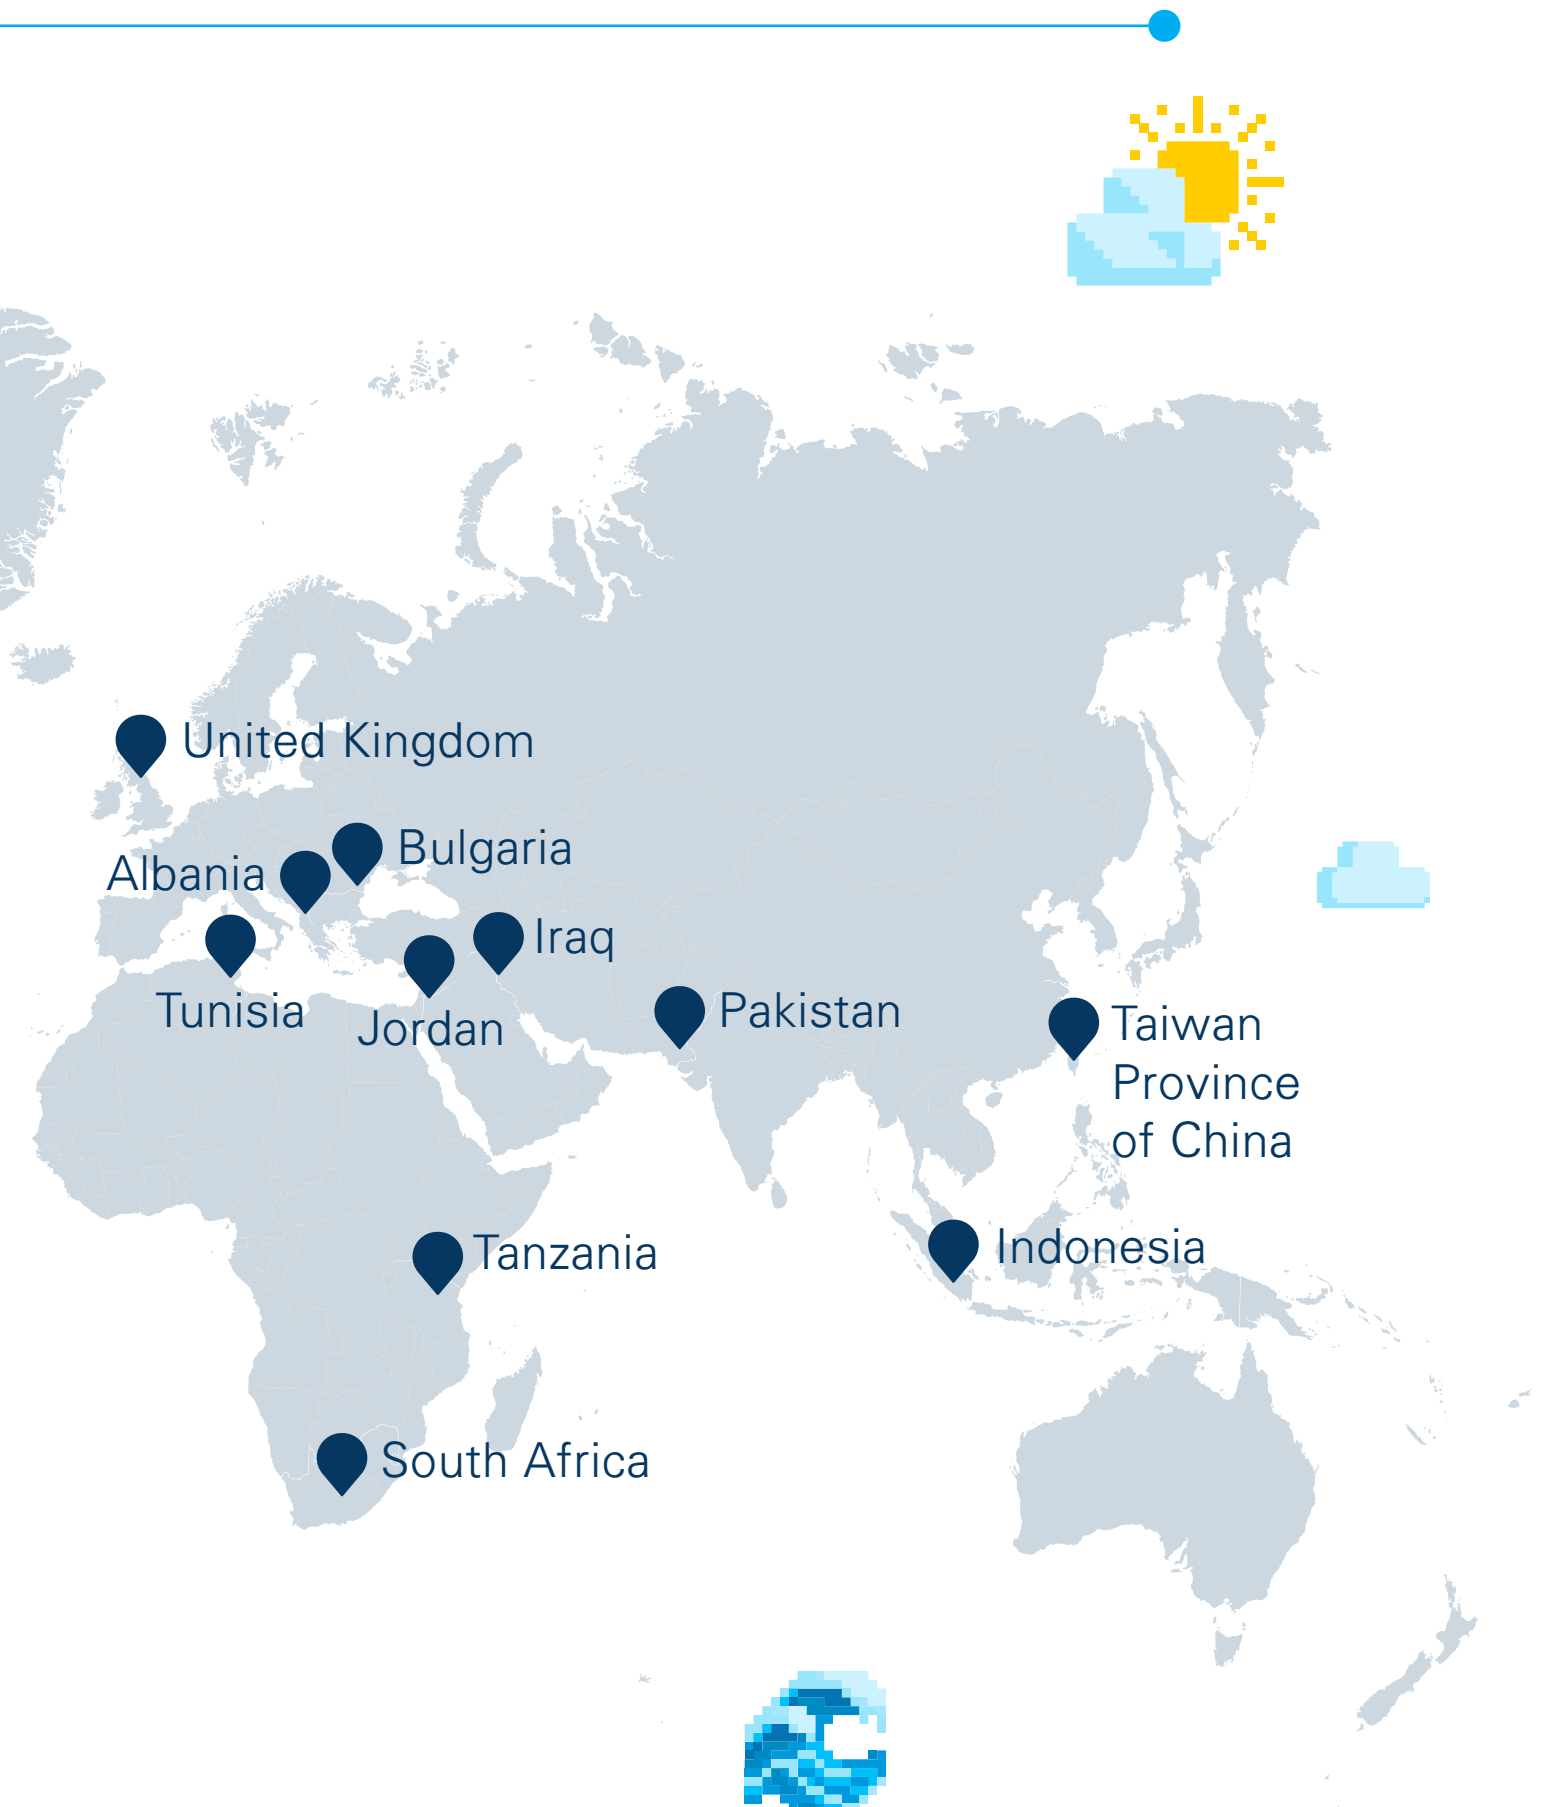 United Kingdom
Bulgaria
Albania
Iraq
Tunisia
Jordan
Pakistan
Taiwan
Province
of China
Tanzania
Indonesia
South Africa